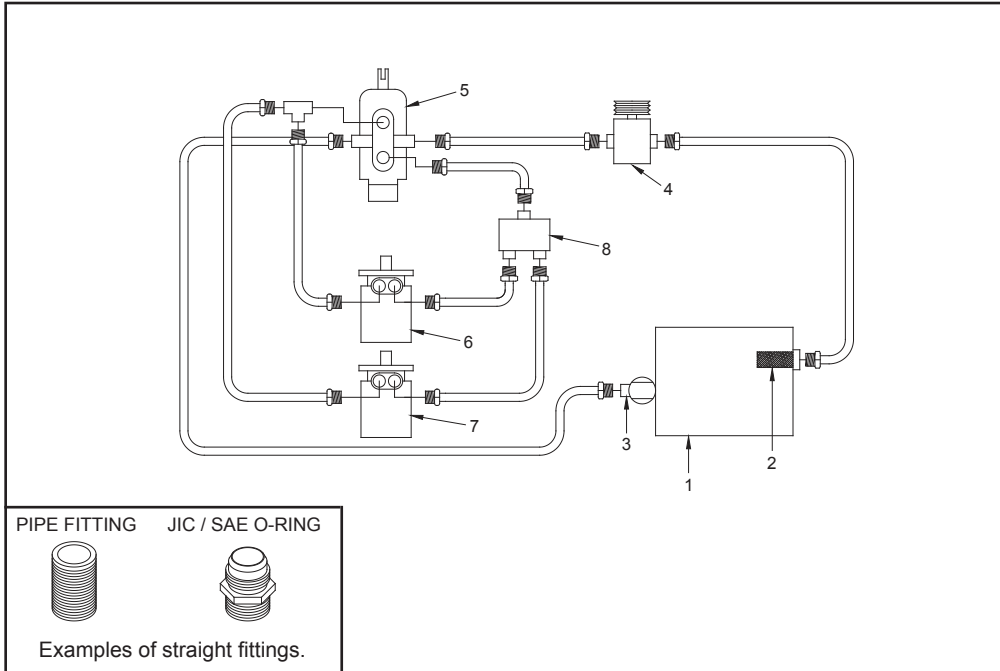 5
4
8
6
7
3
2
1
PIPE FITTING
JIC / SAE O-RING
Examples of straight fittings.